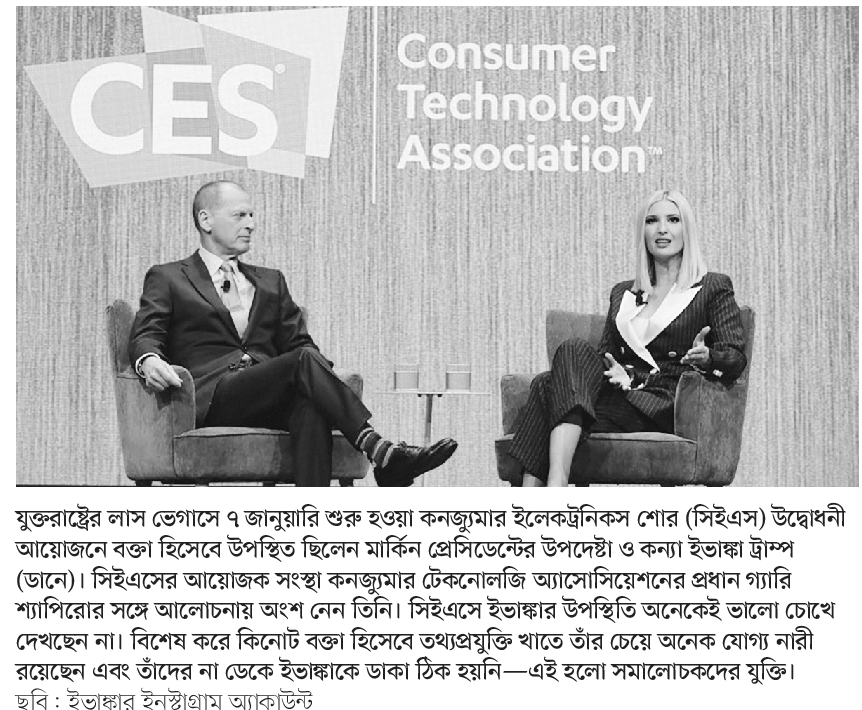 CES
Consumer
Technology
Association™
যুক্তরাষ্ট্রের লাস ভেগাসে ৭ জানুয়ারি শুরু হওয়া কনজ্যুমার ইলেকট্রনিকস শোর (সিইএস) উদ্বোধনী
আয়োজনে বক্তা হিসেবে উপস্থিত ছিলেন মার্কিন প্রেসিডেন্টের উপদেষ্টা ও কন্যা ইভাঙ্কা ট্রাম্প
(ডানে)। সিইএসের আয়োজক সংস্থা কনজ্যুমার টেকনোলজি অ্যাসোসিয়েশনের প্রধান গ্যারি
শ্যাপিরোর সঙ্গে আলোচনায় অংশ নেন তিনি। সিইএসে ইভাঙ্কার উপস্থিতি অনেকেই ভালো চোখে
দেখছেন না। বিশেষ করে কিনোট বক্তা হিসেবে তথ্যপ্রযুক্তি খাতে তাঁর চেয়ে অনেক যোগ্য নারী
রয়েছেন এবং তাঁদের না ডেকে ইভাঙ্কাকে ডাকা ঠিক হয়নি—এই হলো সমালোচকদের যুক্তি।
ছবি : ইভাঙ্কার ইনস্টাগ্রাম অ্যাকাউন্ট